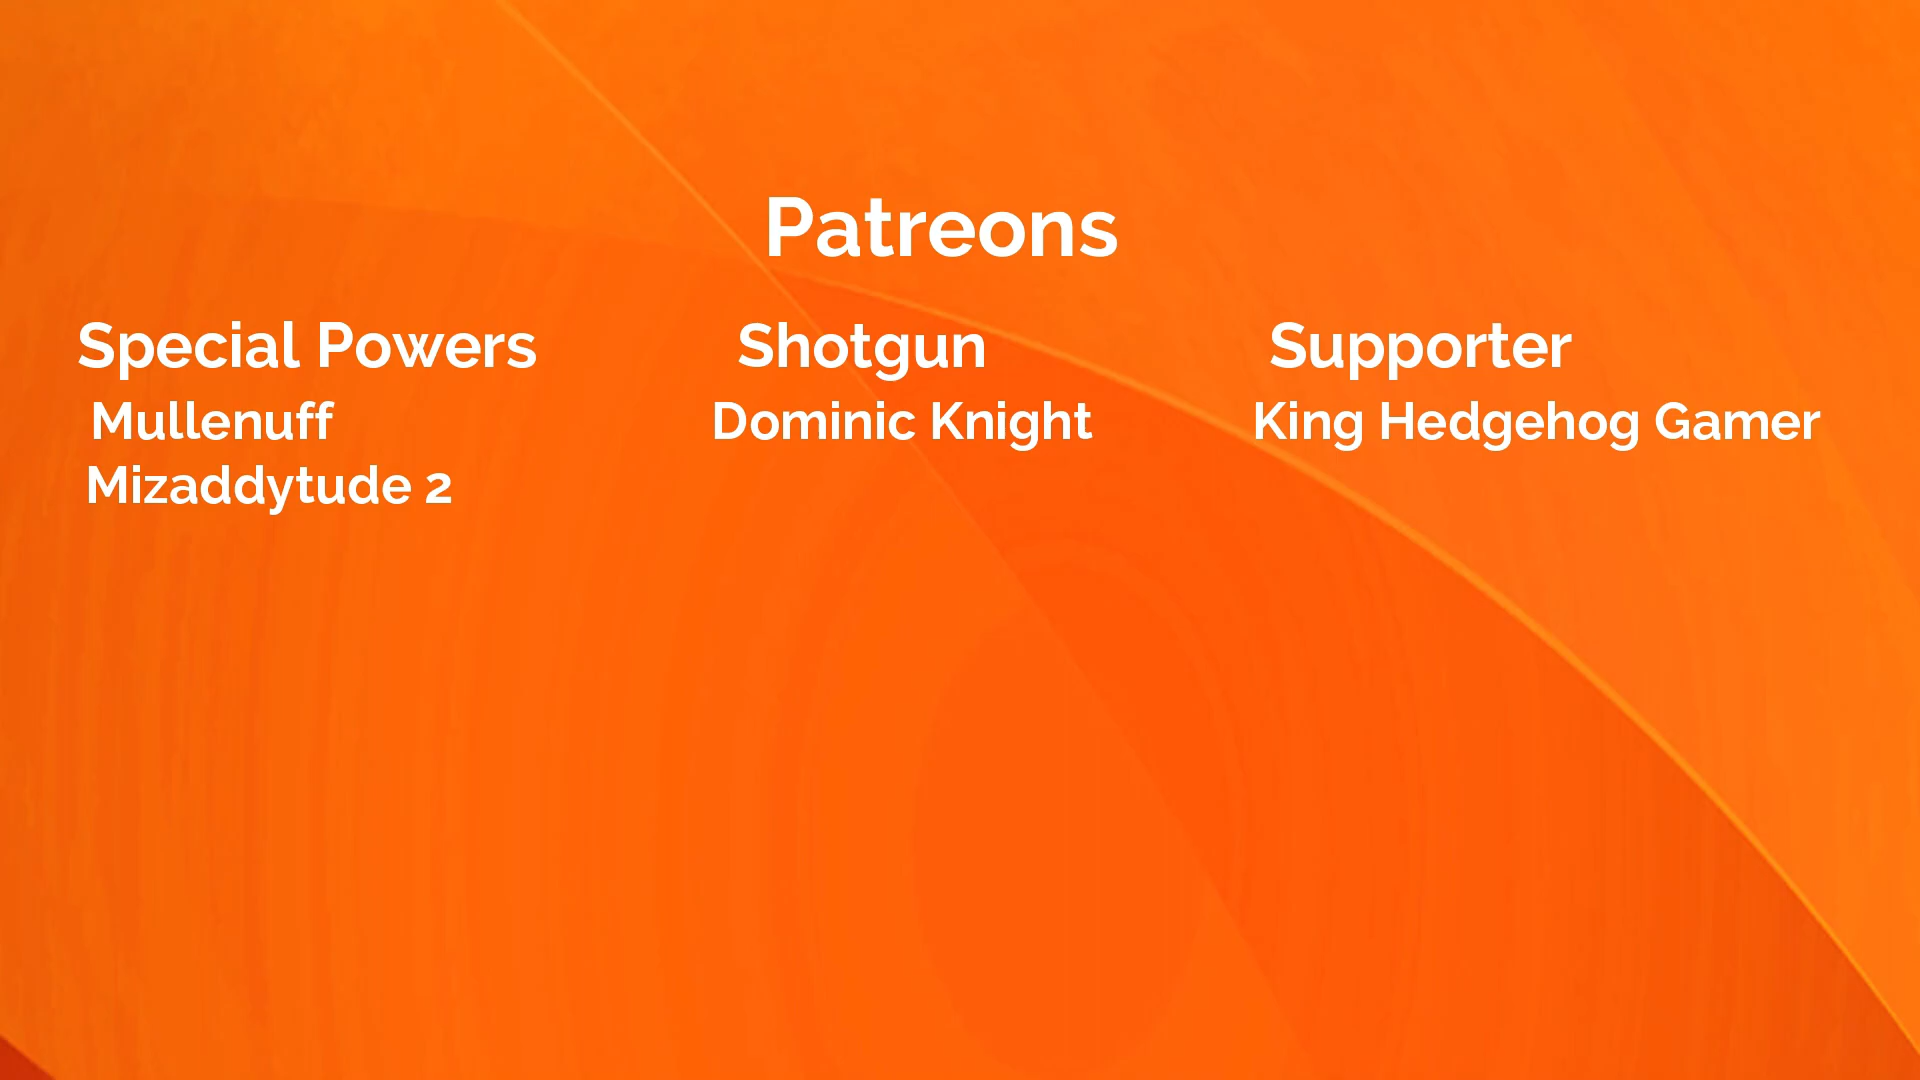 Patreons
Special Powers
Mullenuff
Mizaddytude 2
Shotgun
Dominic Knight
Supporter
King Hedgehog Gamer